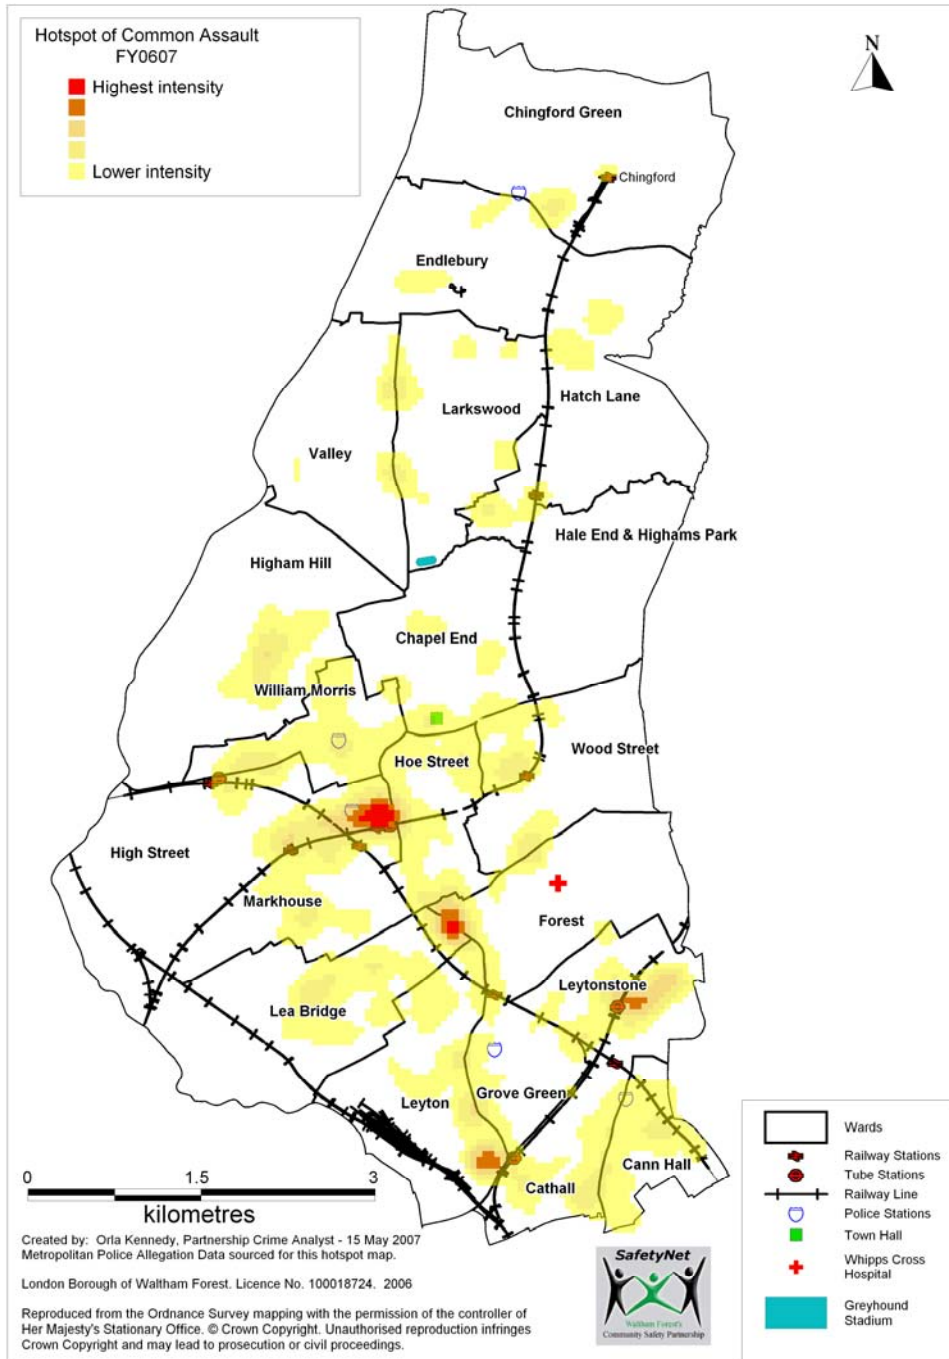 Hotspot of Common Assault
FY0607
Highest intensity
Lower intensity
N
Chingford Green
Chingford
Endlebury
Hatch Lane
Larkswood
Valley
Hale End & Highams Park
Higham Hill
Chapel End
William Morris
Wood Street
Hoe Street
High Street
Markhouse
Forest
Leytonstone
Lea Bridge
Grove Green
Leyton
Cann Hall
Cathall
0 1.5 3
kilometres
Created by: Orla Kennedy, Partnership Crime Analyst - 15 May 2007
Metropolitan Police Allegation Data sourced for this hotspot map.
London Borough of Waltham Forest. Licence No. 100018724. 2006
Reproduced from the Ordnance Survey mapping with the permission of the controller of
Her Majesty's Stationary Office. © Crown Copyright. Unauthorised reproduction infringes
Crown Copyright and may lead to prosecution or civil proceedings.
SafetyNet
Waltham Forest's
Community Safety Partnership
Wards
Railway Stations
Tube Stations
Railway Line
Police Stations
Town Hall
Whipps Cross
Hospital
Greyhound
Stadium